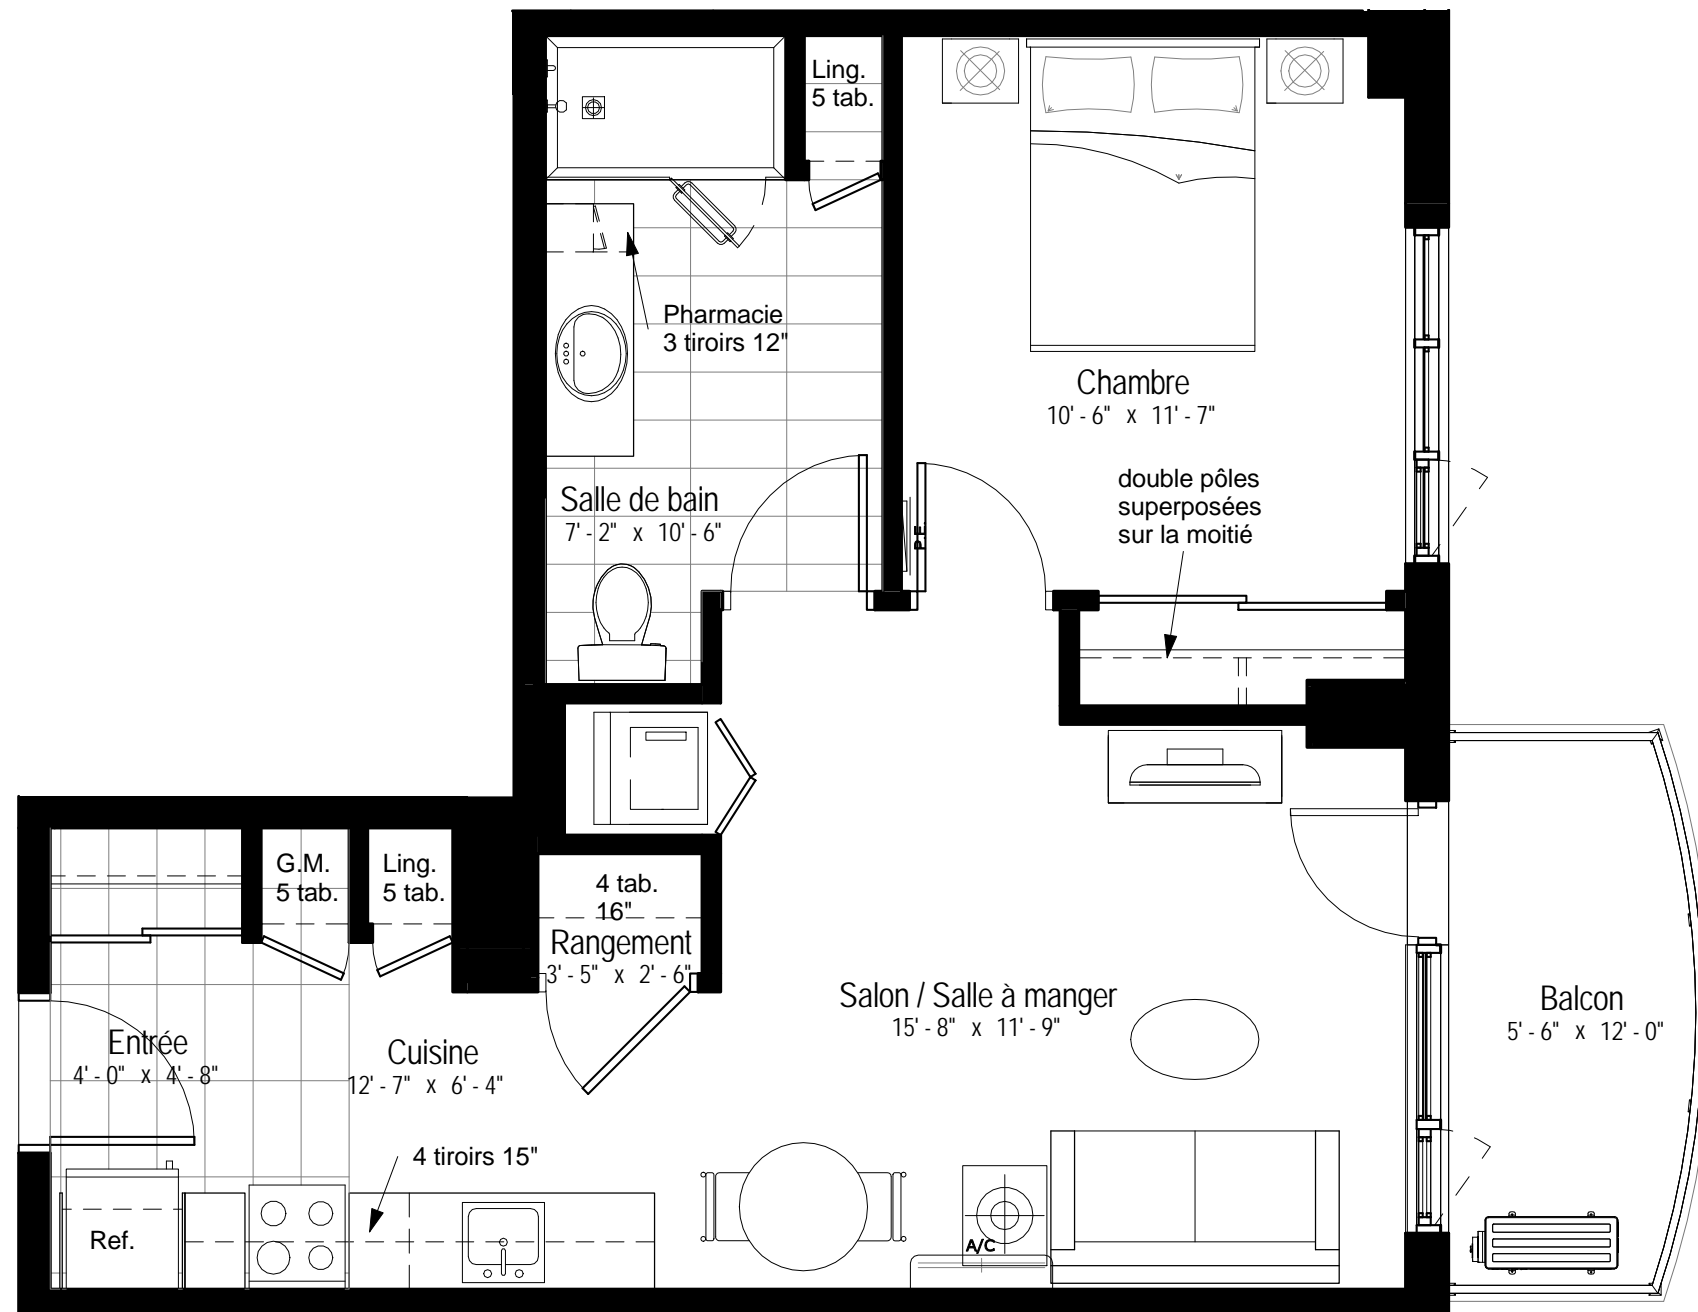 Ling.
5 tab.
Pharmacie
3 tiroirs 12"
Chambre
10' - 6" x 11' - 7"
double pôles
superposées
sur la moitié
Salle de bain
7' - 2" x 10' - 6"
P.E.
G.M.
5 tab.
Ling.
5 tab.
4 tab.
16"
Rangement
3' - 5" x 2' - 6"
Salon / Salle à manger
15' - 8" x 11' - 9"
Balcon
5' - 6" x 12' - 0"
Entrée
4' - 0" x 4' - 8"
Cuisine
12' - 7" x 6' - 4"
4 tiroirs 15"
Ref.
A/C